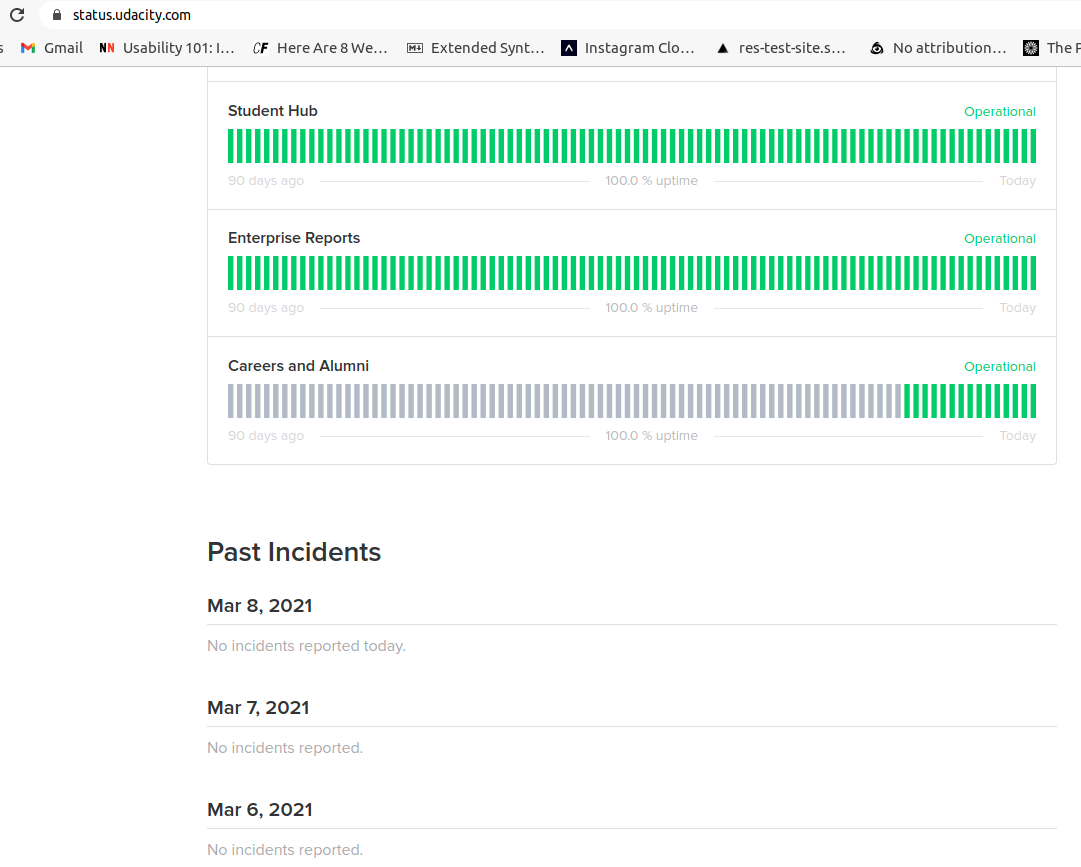 status.udacity.com
s Gmail NN Usability 101: I... CF Here Are 8 We... M Extended Synt... Instagram Clo... res-test-site.s... No attribution... The P
Student Hub Operational
90 days ago 100.0 % uptime Today
Enterprise Reports Operational
90 days ago 100.0 % uptime Today
Careers and Alumni Operational
90 days ago 100.0 % uptime Today
Past Incidents
Mar 8, 2021
No incidents reported today.
Mar 7, 2021
No incidents reported.
Mar 6, 2021
No incidents reported.